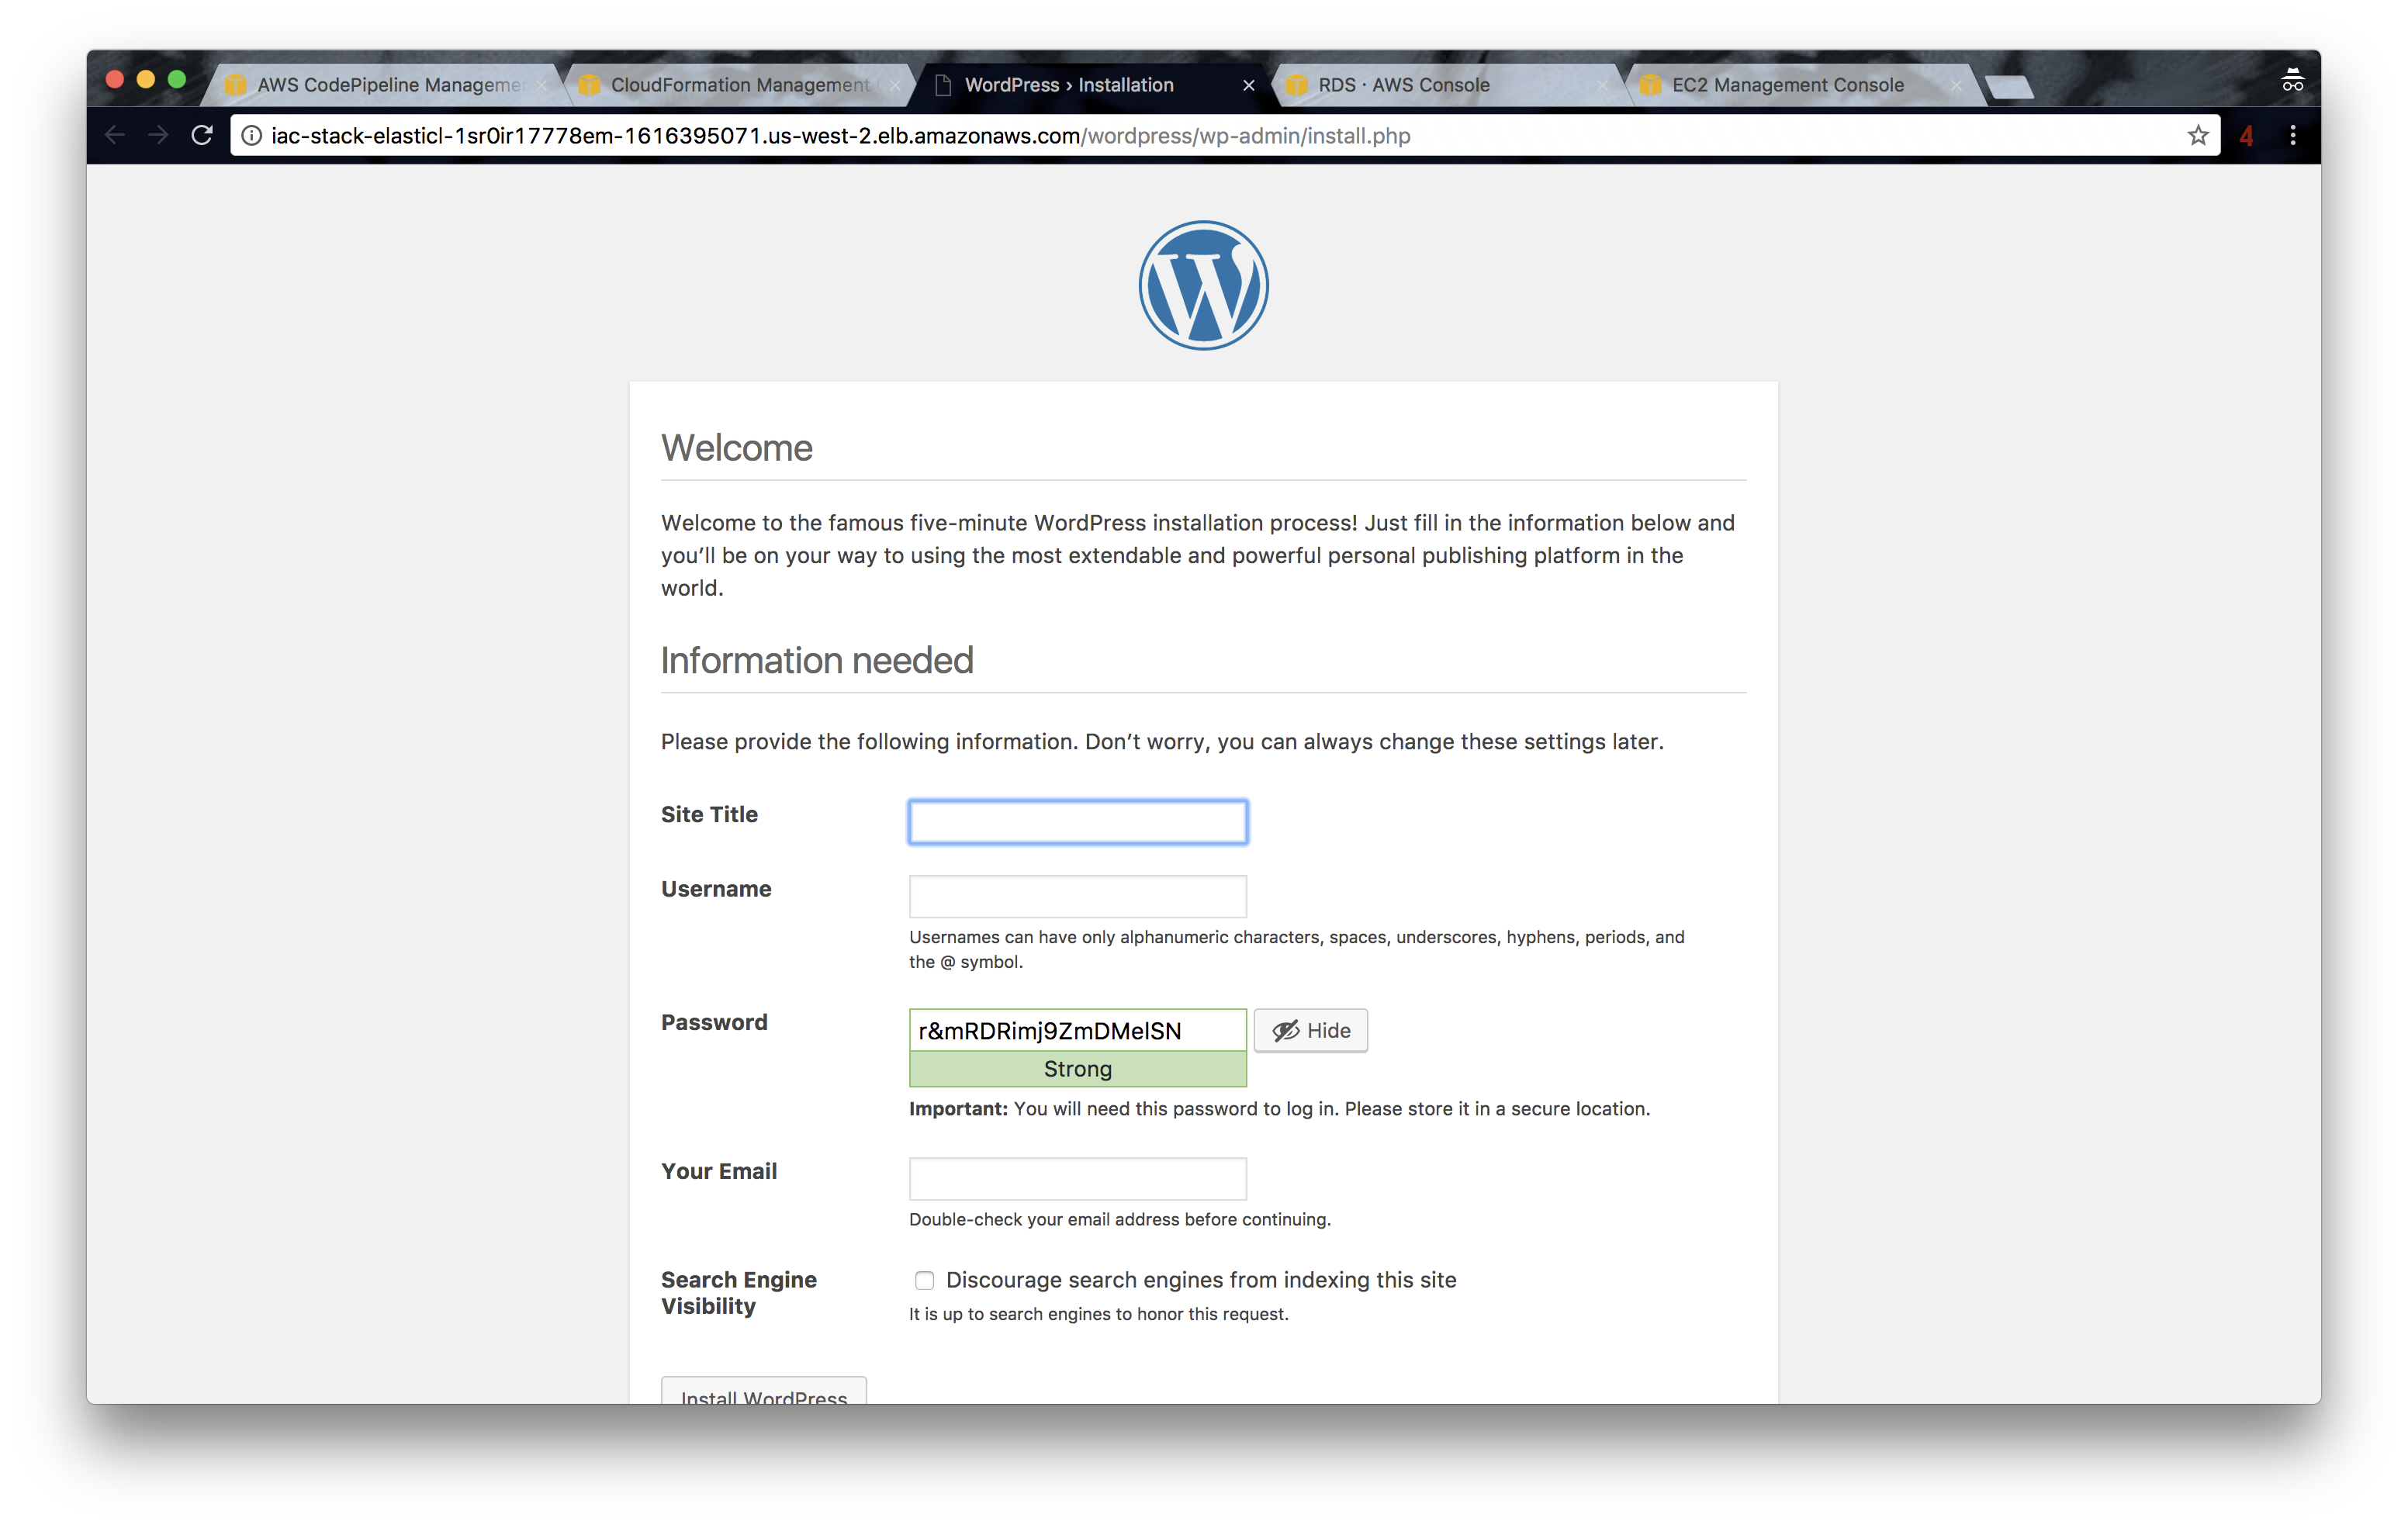 AWS CodePipeline Manageme
CloudFormation Management
WordPress › Installation
RDS · AWS Console
EC2 Management Console
iac-stack-elasticl-1sr0ir17778em-1616395071.us-west-2.elb.amazonaws.com/wordpress/wp-admin/install.php
4
Welcome
Welcome to the famous five-minute WordPress installation process! Just fill in the information below and
you’ll be on your way to using the most extendable and powerful personal publishing platform in the
world.
Information needed
Please provide the following information. Don’t worry, you can always change these settings later.
Site Title
Username
Usernames can have only alphanumeric characters, spaces, underscores, hyphens, periods, and
the @ symbol.
Password
r&mRDRimj9ZmDMelSN
Hide
Strong
Important: You will need this password to log in. Please store it in a secure location.
Your Email
Double-check your email address before continuing.
Search Engine
Visibility
Discourage search engines from indexing this site
It is up to search engines to honor this request.
Install WordPress